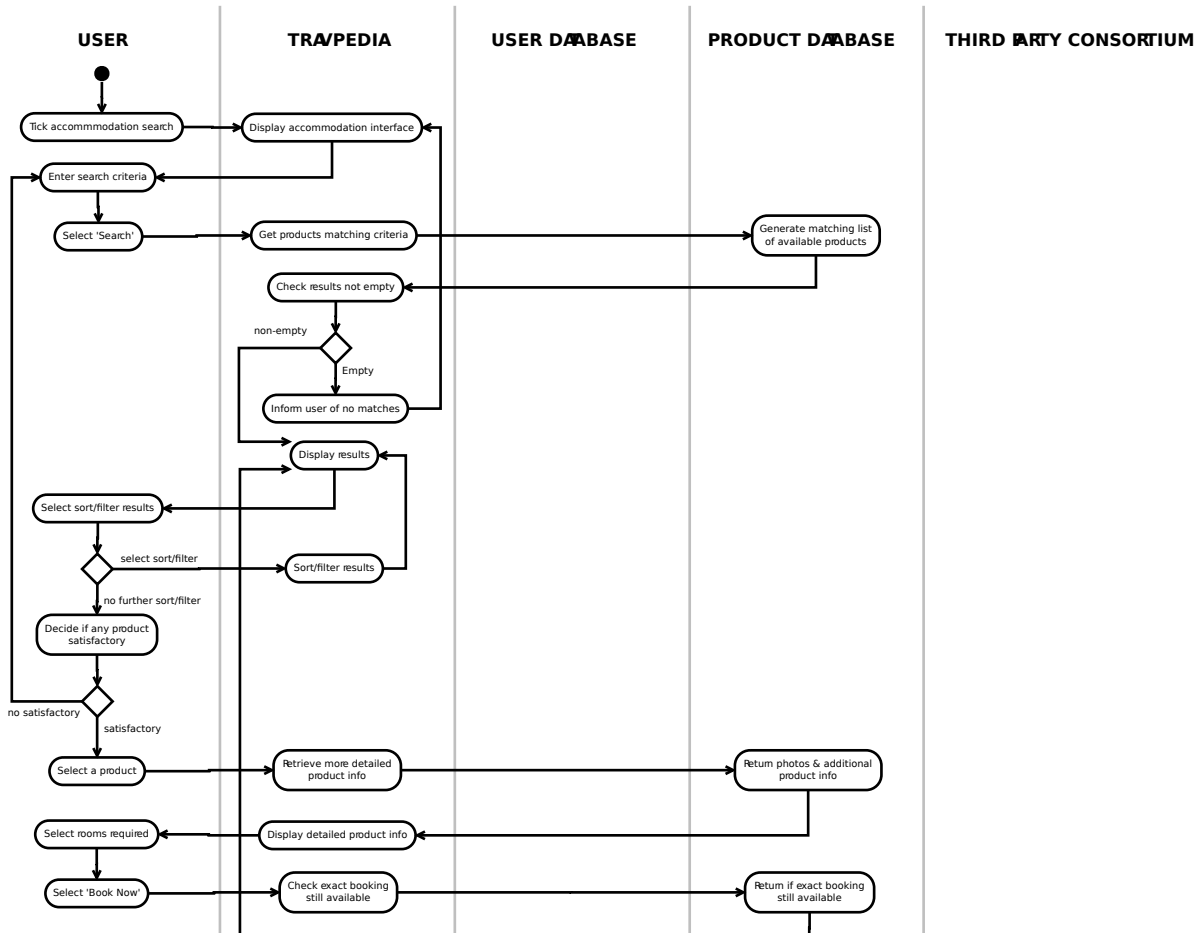 USER
TRAVPEDIA
USER DATABASE
PRODUCT DATABASE
THIRD PARTY CONSORTIUM
Tick accommmodation search
Display accommodation interface
Enter search criteria
Select 'Search'
Get products matching criteria
Generate matching list
of available products
Check results not empty
non-empty
Empty
Inform user of no matches
Display results
Select sort/filter results
select sort/filter
Sort/filter results
no further sort/filter
Decide if any product
satisfactory
no satisfactory
satisfactory
Select a product
Retrieve more detailed
product info
Return photos & additional
product info
Select rooms required
Display detailed product info
Select 'Book Now'
Check exact booking
still available
Return if exact booking
still available